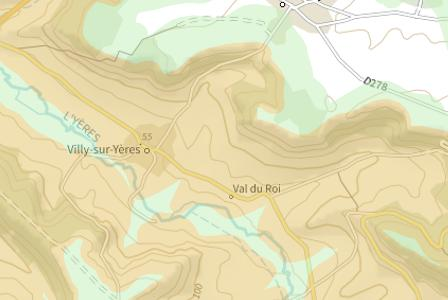 D278
L'YÈRES
55
Villy-sur-Yères
Val du Roi
100